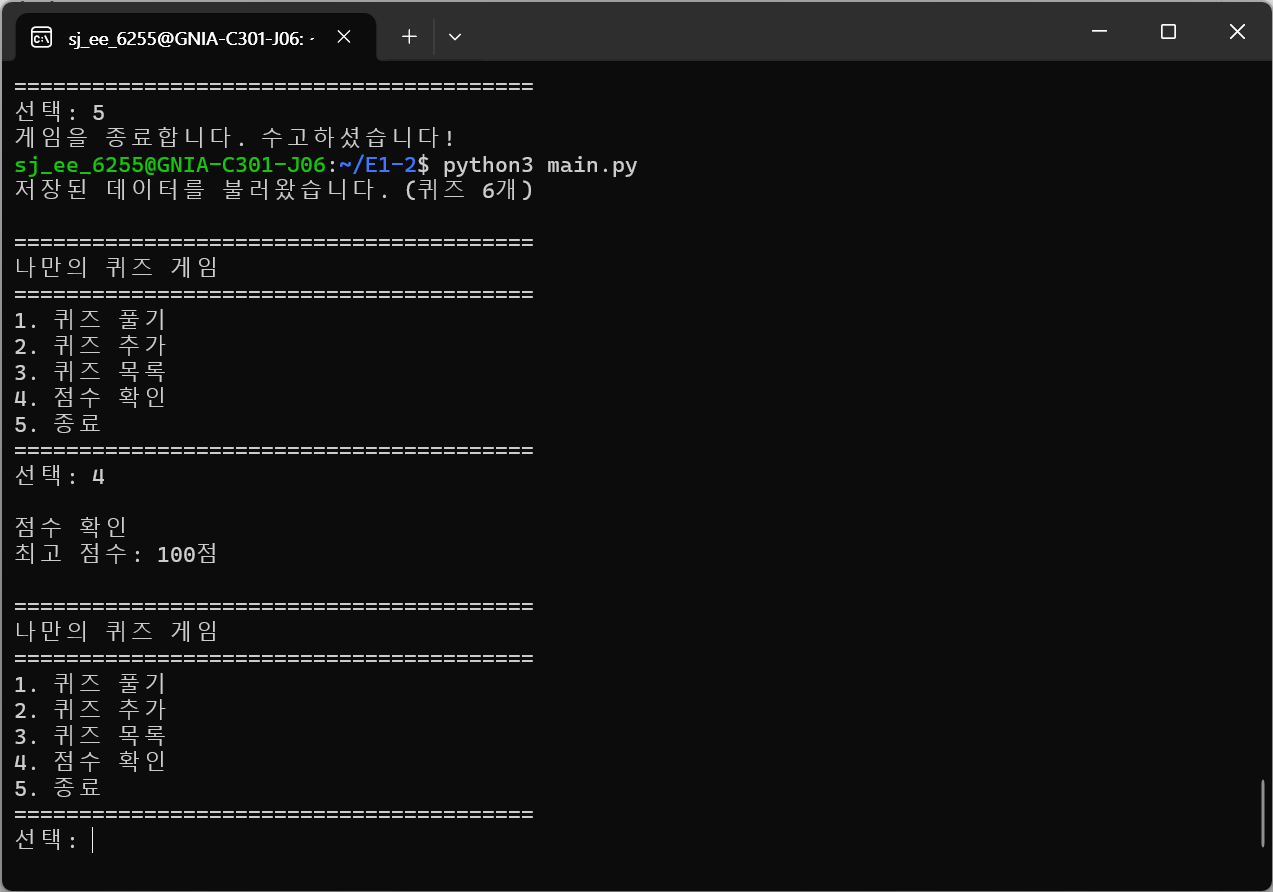 sj_ee_6255@GNIA-C301-J06: ~
========================================
선택: 5
게임을 종료합니다. 수고하셨습니다!
sj_ee_6255@GNIA-C301-J06:~/E1-2$ python3 main.py
저장된 데이터를 불러왔습니다. (퀴즈 6개)
========================================
나만의 퀴즈 게임
========================================
1. 퀴즈 풀기
2. 퀴즈 추가
3. 퀴즈 목록
4. 점수 확인
5. 종료
========================================
선택: 4
점수 확인
최고 점수: 100점
========================================
나만의 퀴즈 게임
========================================
1. 퀴즈 풀기
2. 퀴즈 추가
3. 퀴즈 목록
4. 점수 확인
5. 종료
========================================
선택: